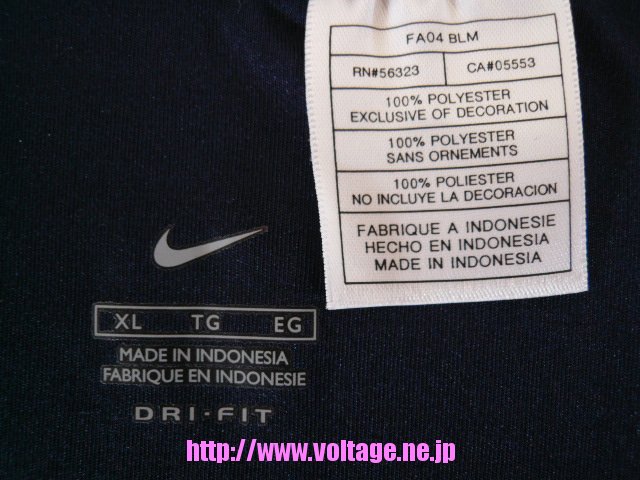 FA04 BLM
RN#56323 CA#05553
100% POLYESTER
EXCLUSIVE OF DECORATION
100% POLYESTER
SANS ORNEMENTS
100% POLIESTER
NO INCLUYE LA DECORACION
FABRIQUE A INDONESIE
HECHO EN INDONESIA
MADE IN INDONESIA
XL TG EG
MADE IN INDONESIA
FABRIQUE EN INDONESIE
DRI-FIT
http://www.voltage.ne.jp